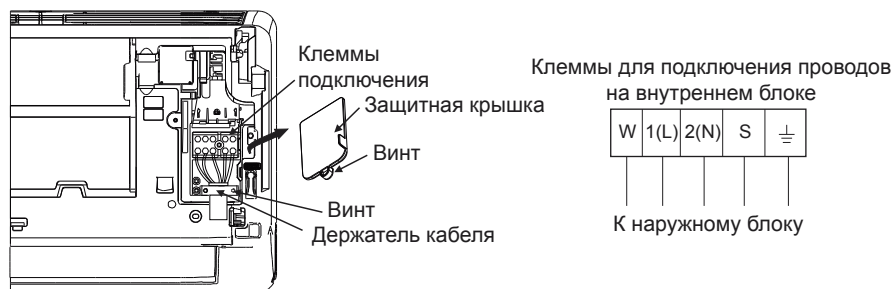 Клеммы
подключения
Защитная крышка
Винт
Винт
Держатель кабеля
Клеммы для подключения проводов
на внутреннем блоке
W 1(L) 2(N) S ⏚
К наружному блоку